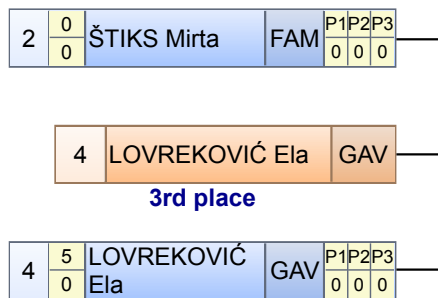 2 0 0 ŠTIKS Mirta FAM P1 P2 P3 0 0 0
4 LOVREKOVIĆ Ela GAV
3rd place
4 5 0 LOVREKOVIĆ Ela GAV P1 P2 P3 0 0 0